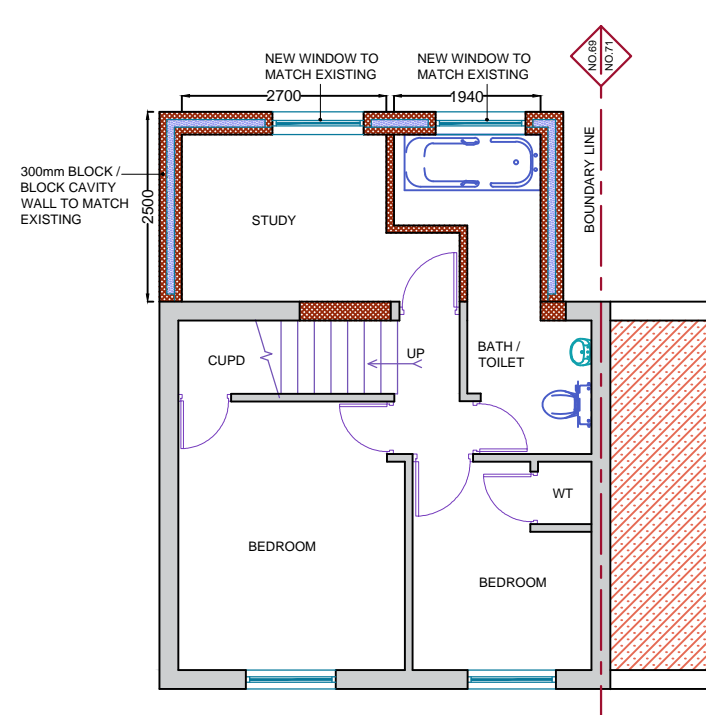 NEW WINDOW TO
MATCH EXISTING
NEW WINDOW TO
MATCH EXISTING
NO.69
NO.71
2700
1940
300mm BLOCK /
BLOCK CAVITY
WALL TO MATCH
EXISTING
2500
BOUNDARY LINE
STUDY
CUPD
UP
BATH /
TOILET
WT
BEDROOM
BEDROOM